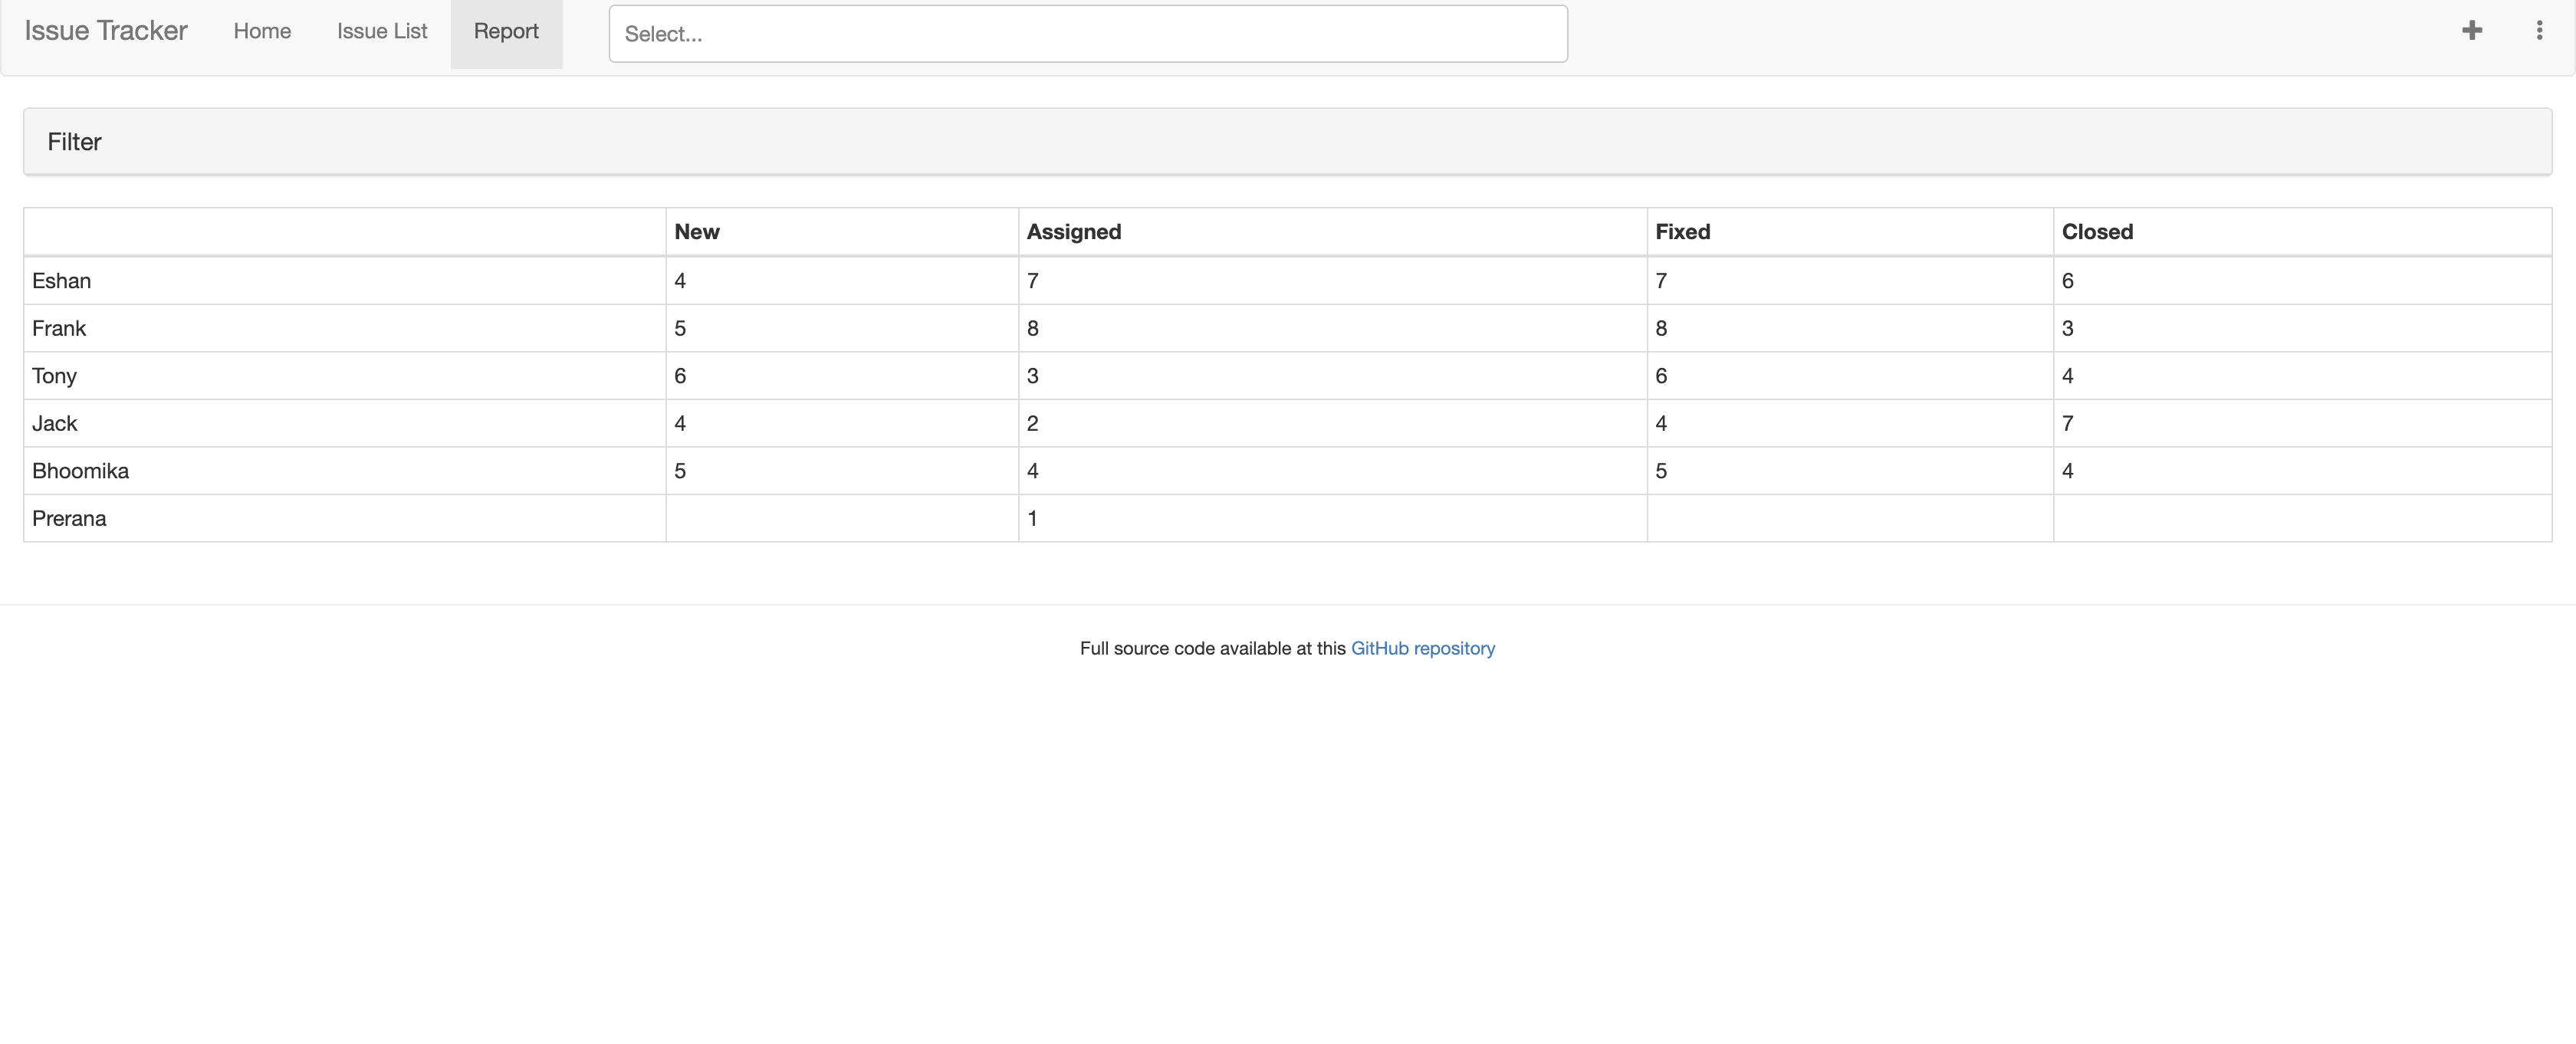 Issue Tracker Home Issue List Report Select...
Filter
New Assigned Fixed Closed
Eshan 4 7 7 6
Frank 5 8 8 3
Tony 6 3 6 4
Jack 4 2 4 7
Bhoomika 5 4 5 4
Prerana 1
Full source code available at this GitHub repository